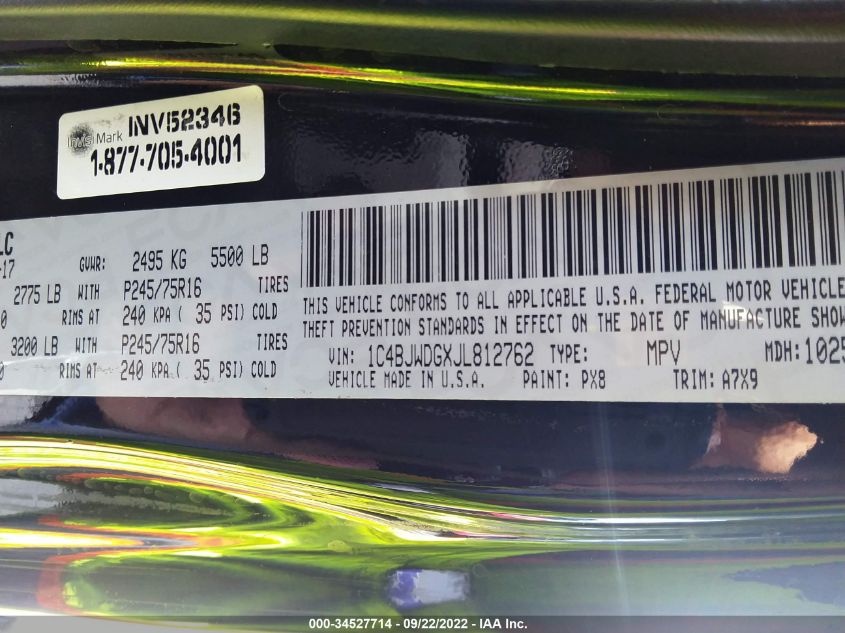 INV52346
Mark
1-877-705-4001
LC
-17
GVWR: 2495 KG 5500 LB
2775 LB WITH P245/75R16 TIRES
0 RIMS AT 240 KPA ( 35 PSI) COLD
3200 LB WITH P245/75R16 TIRES
0 RIMS AT 240 KPA ( 35 PSI) COLD
THIS VEHICLE CONFORMS TO ALL APPLICABLE U.S.A. FEDERAL MOTOR VEHICLE
THEFT PREVENTION STANDARDS IN EFFECT ON THE DATE OF MANUFACTURE SHOW
VIN: 1C4BJWDGXJL812762 TYPE: MPV MDH:1025
VEHICLE MADE IN U.S.A. PAINT: PX8 TRIM: A7X9
000-34527714 - 09/22/2022 - IAA Inc.